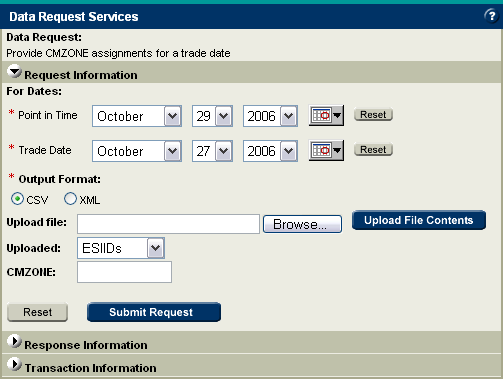 Data Request Services ?
Data Request:
Provide CMZONE assignments for a trade date
Request Information
For Dates:
* Point in Time October 29 2006 Reset
* Trade Date October 27 2006 Reset
* Output Format:
CSV XML
Upload file: Browse... Upload File Contents
Uploaded: ESIIDs
CMZONE:
Reset Submit Request
Response Information
Transaction Information